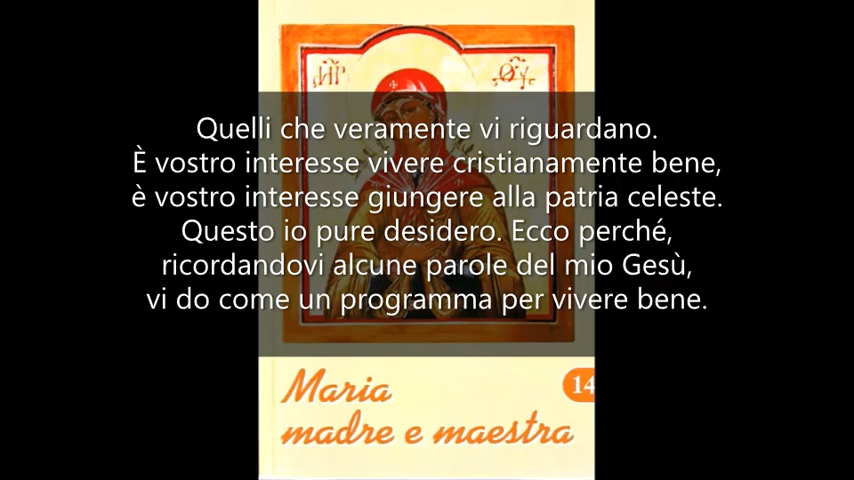 Quelli che veramente vi riguardano.
È vostro interesse vivere cristianamente bene,
è vostro interesse giungere alla patria celeste.
Questo io pure desidero. Ecco perché,
ricordandovi alcune parole del mio Gesù,
vi do come un programma per vivere bene.
Maria
14
madre e maestra